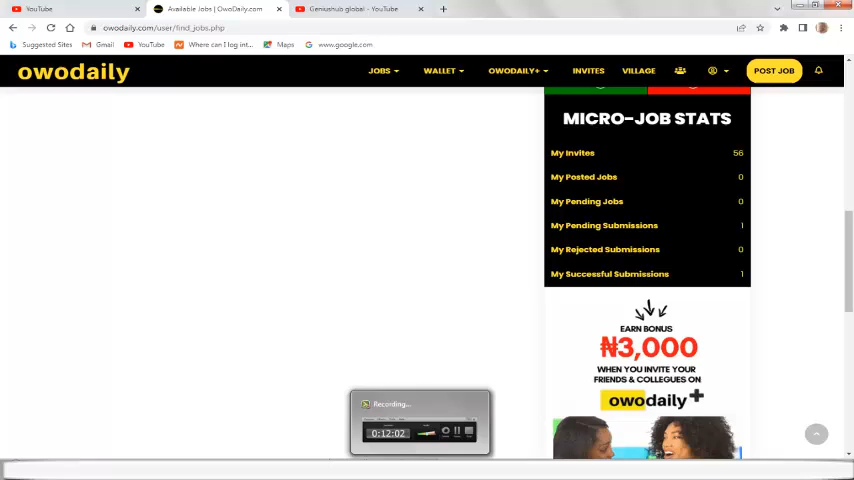 YouTube
Available Jobs | OwoDaily.com
Geniushub global - YouTube
owodaily.com/user/find_jobs.php
Suggested Sites
Gmail
YouTube
Where can I log int...
Maps
www.google.com
owodaily
JOBS
WALLET
OWODAILY+
INVITES
VILLAGE
POST JOB
MICRO-JOB STATS
My Invites 56
My Posted Jobs 0
My Pending Jobs 0
My Pending Submissions 1
My Rejected Submissions 0
My Successful Submissions 1
EARN BONUS
₦3,000
WHEN YOU INVITE YOUR
FRIENDS & COLLEGUES ON
owodaily+
Recording...
0:12:02